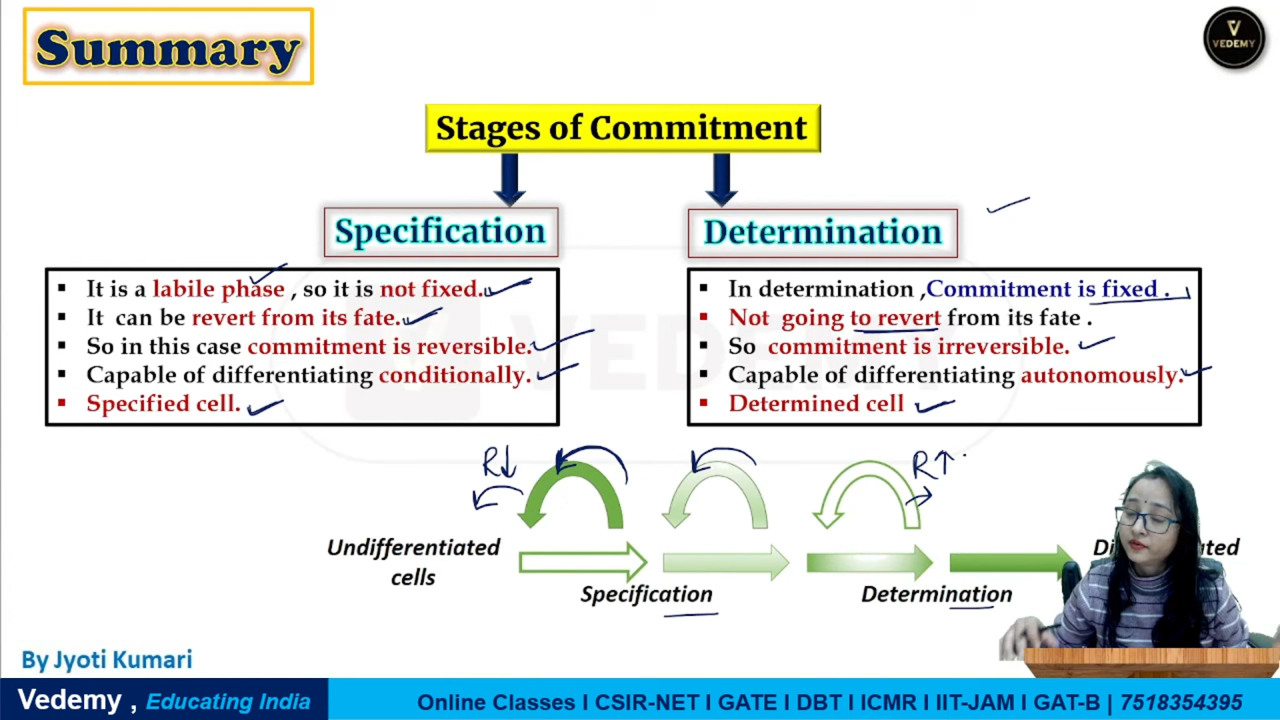 Summary
VEDEMY
Stages of Commitment
Specification
Determination
▪ It is a labile phase , so it is not fixed.
▪ It can be revert from its fate.
▪ So in this case commitment is reversible.
▪ Capable of differentiating conditionally.
▪ Specified cell.
▪ In determination ,Commitment is fixed .
▪ Not going to revert from its fate .
▪ So commitment is irreversible.
▪ Capable of differentiating autonomously.
▪ Determined cell
VEDEMY
R↓
R↑
Undifferentiated
cells
Specification
Determination
By Jyoti Kumari
Vedemy , Educating India
Online Classes I CSIR-NET I GATE I DBT I ICMR I IIT-JAM I GAT-B | 7518354395